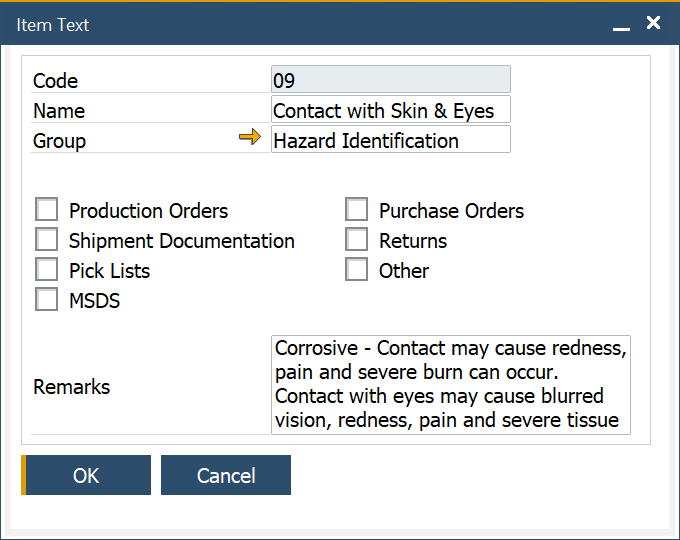 Item Text
Code 09
Name Contact with Skin & Eyes
Group Hazard Identification
Production Orders Purchase Orders
Shipment Documentation Returns
Pick Lists Other
MSDS
Remarks
Corrosive - Contact may cause redness,
pain and severe burn can occur.
Contact with eyes may cause blurred
vision, redness, pain and severe tissue
OK Cancel